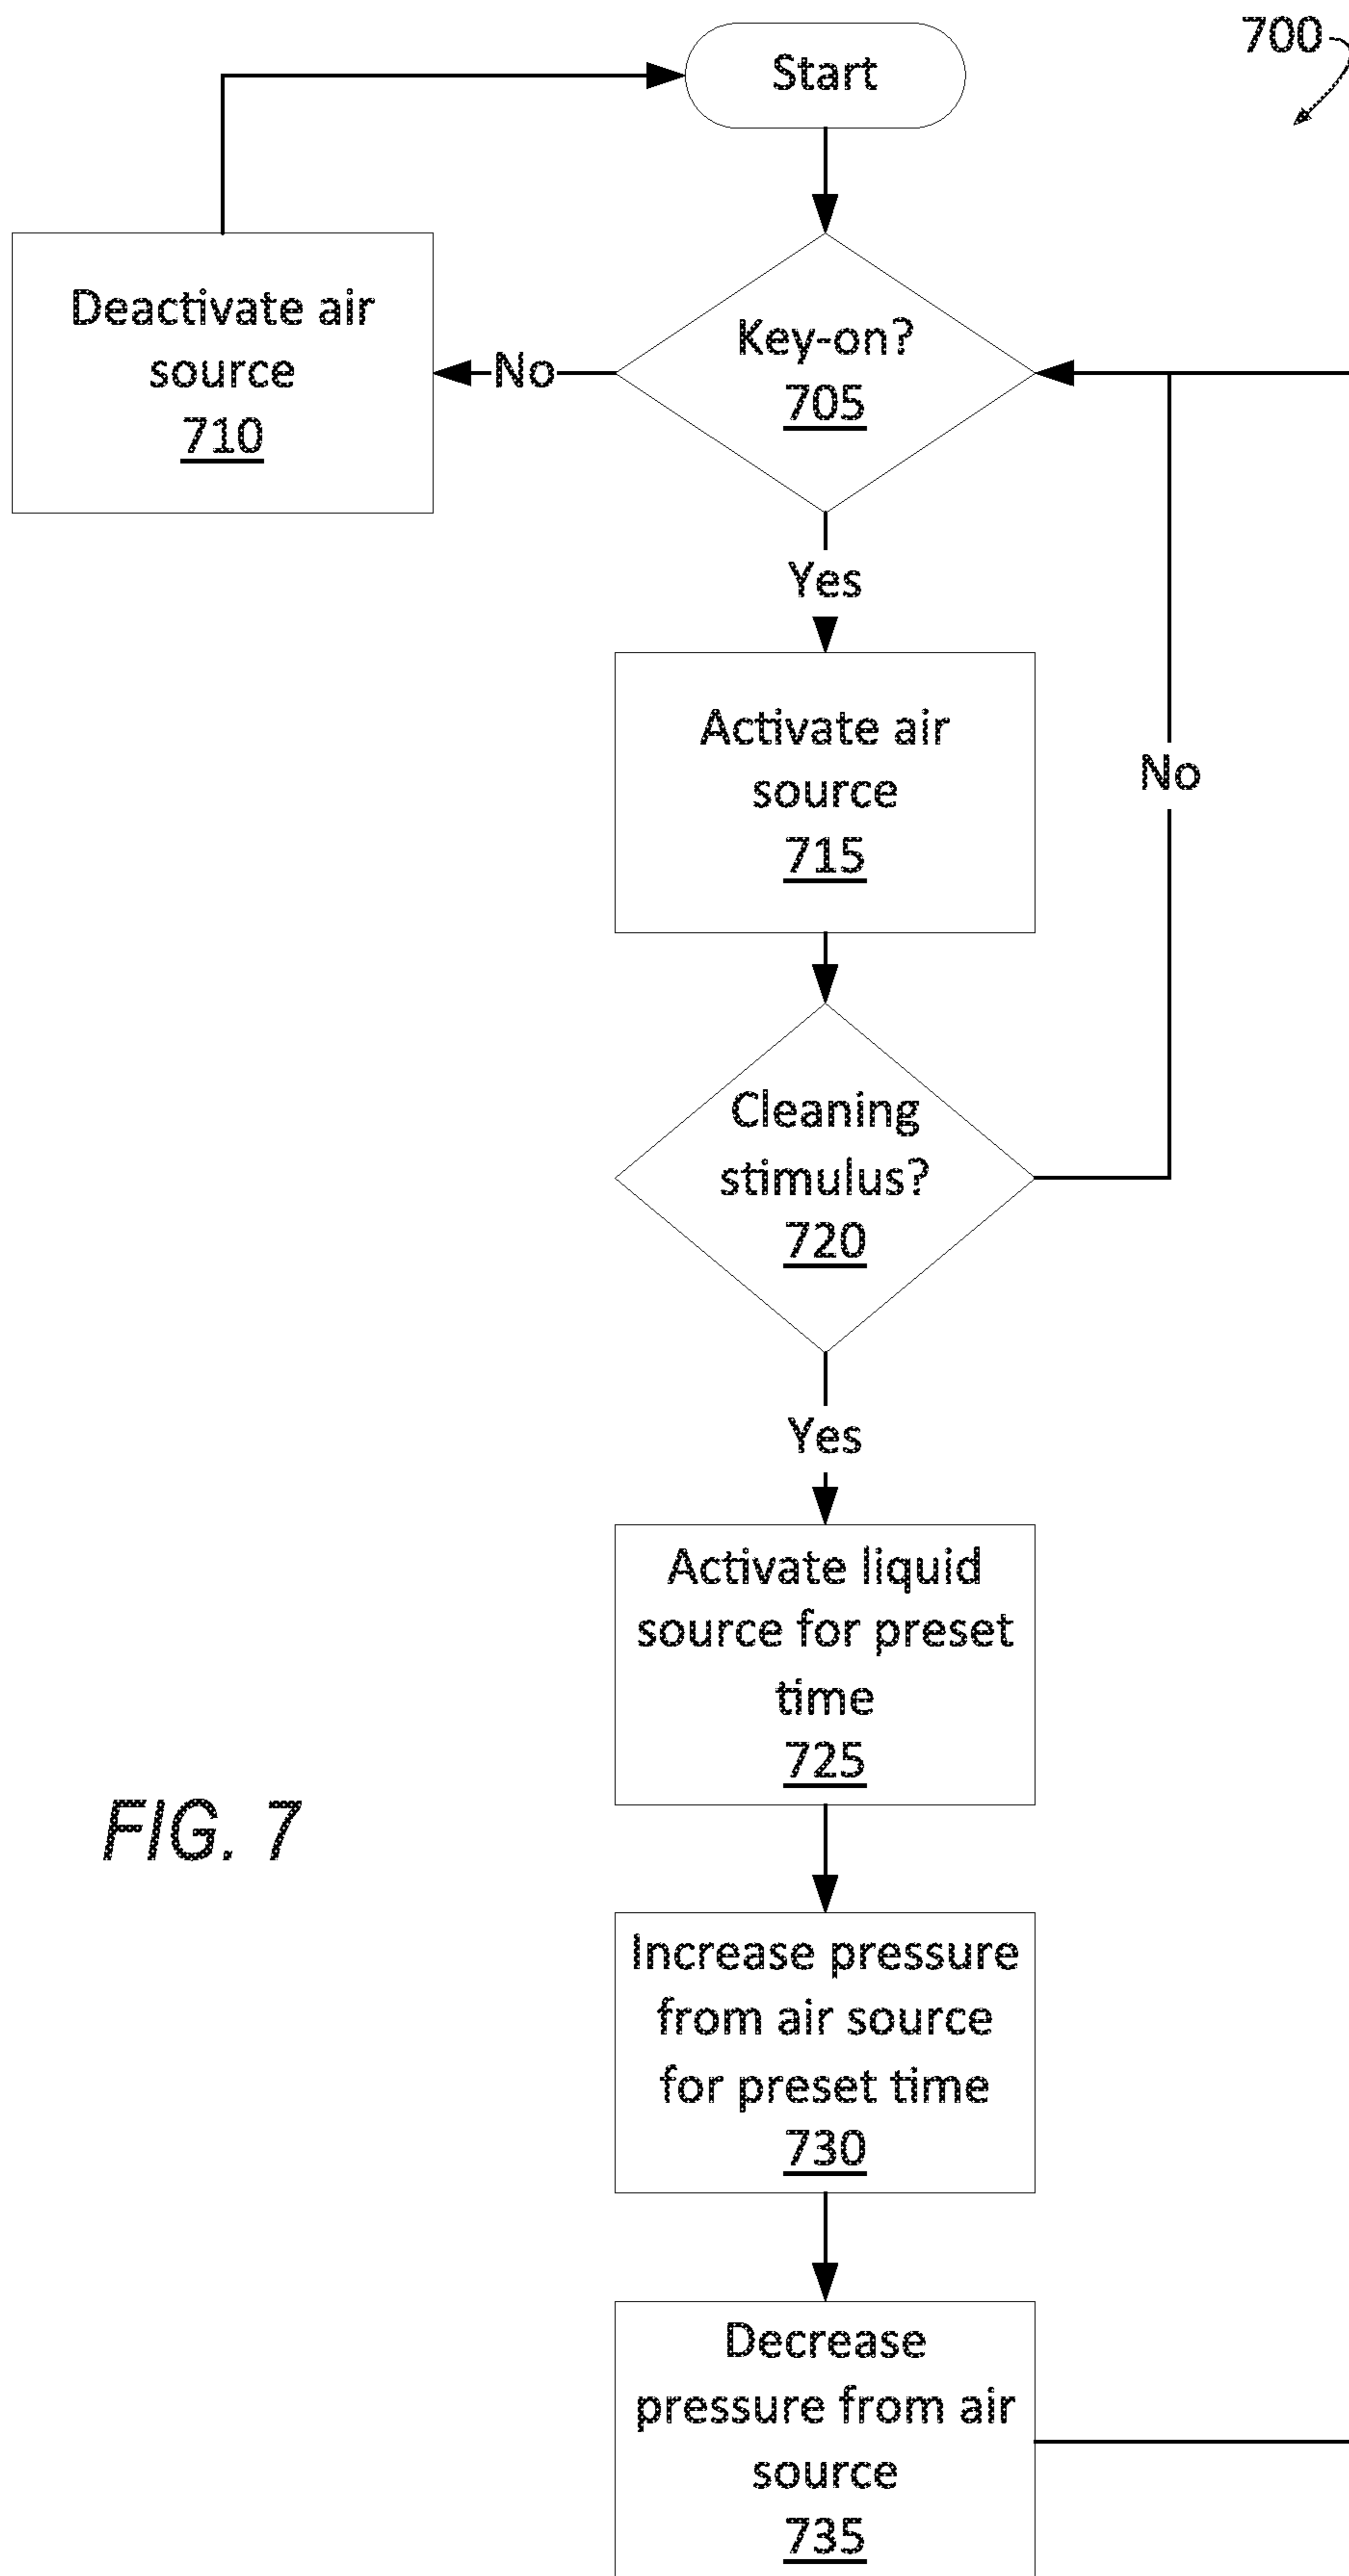 700
Start
Key-on?
705
No
Deactivate air
source
710
Yes
Activate air
source
715
No
Cleaning
stimulus?
720
Yes
Activate liquid
source for preset
time
725
Increase pressure
from air source
for preset time
730
Decrease
pressure from air
source
735
FIG. 7